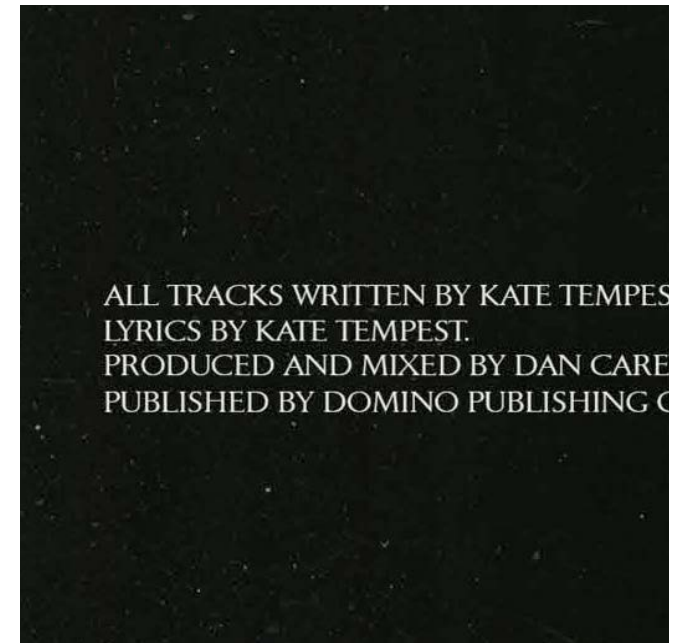 ALL TRACKS WRITTEN BY KATE TEMPES
LYRICS BY KATE TEMPEST.
PRODUCED AND MIXED BY DAN CARE
PUBLISHED BY DOMINO PUBLISHING C